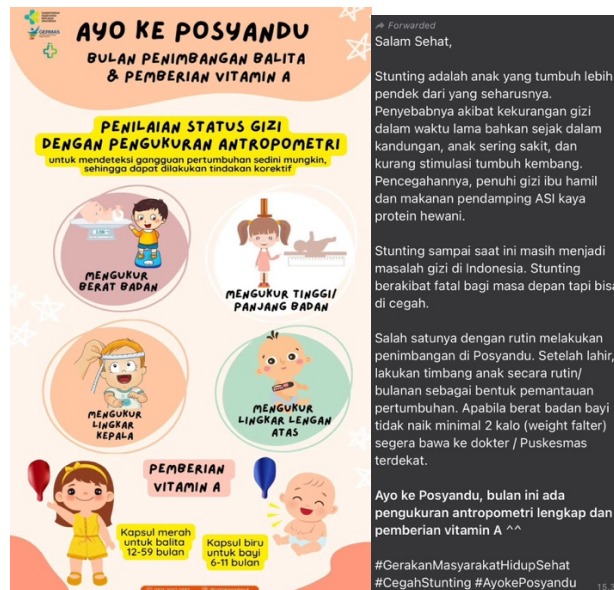 KEMENTERIAN
KESEHATAN
REPUBLIK
INDONESIA
GERMAS
AYO KE POSYANDU
BULAN PENIMBANGAN BALITA
& PEMBERIAN VITAMIN A
PENILAIAN STATUS GIZI
DENGAN PENGUKURAN ANTROPOMETRI
untuk mendeteksi gangguan pertumbuhan sedini mungkin,
sehingga dapat dilakukan tindakan korektif
MENGUKUR
BERAT BADAN
MENGUKUR TINGGI/
PANJANG BADAN
MENGUKUR
LINGKAR
KEPALA
MENGUKUR
LINGKAR LENGAN
ATAS
PEMBERIAN
VITAMIN A
Kapsul merah
untuk balita
12-59 bulan
Kapsul biru
untuk bayi
6-11 bulan
Forwarded
Salam Sehat,
Stunting adalah anak yang tumbuh lebih
pendek dari yang seharusnya.
Penyebabnya akibat kekurangan gizi
dalam waktu lama bahkan sejak dalam
kandungan, anak sering sakit, dan
kurang stimulasi tumbuh kembang.
Pencegahannya, penuhi gizi ibu hamil
dan makanan pendamping ASI kaya
protein hewani.
Stunting sampai saat ini masih menjadi
masalah gizi di Indonesia. Stunting
berakibat fatal bagi masa depan tapi bisa
di cegah.
Salah satunya dengan rutin melakukan
penimbangan di Posyandu. Setelah lahir,
lakukan timbang anak secara rutin/
bulanan sebagai bentuk pemantauan
pertumbuhan. Apabila berat badan bayi
tidak naik minimal 2 kalo (weight falter)
segera bawa ke dokter / Puskesmas
terdekat.
Ayo ke Posyandu, bulan ini ada
pengukuran antropometri lengkap dan
pemberian vitamin A ^^
#GerakanMasyarakatHidupSehat
#CegahStunting #AyokePosyandu